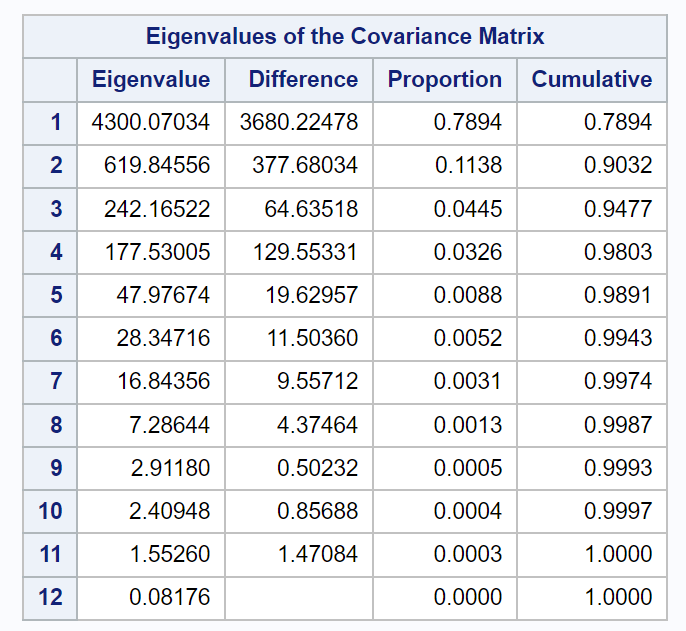 Eigenvalues of the Covariance Matrix
Eigenvalue Difference Proportion Cumulative
1 4300.07034 3680.22478 0.7894 0.7894
2 619.84556 377.68034 0.1138 0.9032
3 242.16522 64.63518 0.0445 0.9477
4 177.53005 129.55331 0.0326 0.9803
5 47.97674 19.62957 0.0088 0.9891
6 28.34716 11.50360 0.0052 0.9943
7 16.84356 9.55712 0.0031 0.9974
8 7.28644 4.37464 0.0013 0.9987
9 2.91180 0.50232 0.0005 0.9993
10 2.40948 0.85688 0.0004 0.9997
11 1.55260 1.47084 0.0003 1.0000
12 0.08176 0.0000 1.0000